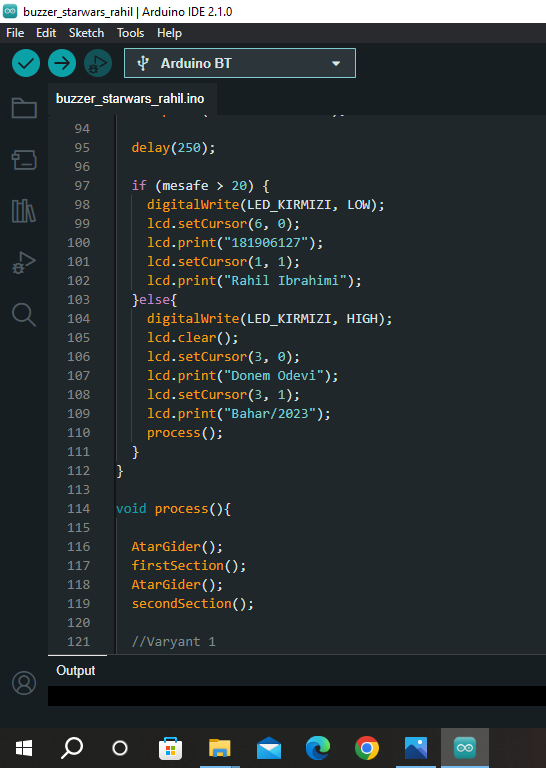 buzzer_starwars_rahil | Arduino IDE 2.1.0
File Edit Sketch Tools Help
Arduino BT
buzzer_starwars_rahil.ino
94
95 delay(250);
96
97 if (mesafe > 20) {
98 digitalWrite(LED_KIRMIZI, LOW);
99 lcd.setCursor(6, 0);
100 lcd.print("181906127");
101 lcd.setCursor(1, 1);
102 lcd.print("Rahil Ibrahimi");
103 }else{
104 digitalWrite(LED_KIRMIZI, HIGH);
105 lcd.clear();
106 lcd.setCursor(3, 0);
107 lcd.print("Donem Odevi");
108 lcd.setCursor(3, 1);
109 lcd.print("Bahar/2023");
110 process();
111 }
112 }
113
114 void process(){
115
116 AtarGider();
117 firstSection();
118 AtarGider();
119 secondSection();
120
121 //Varyant 1
Output